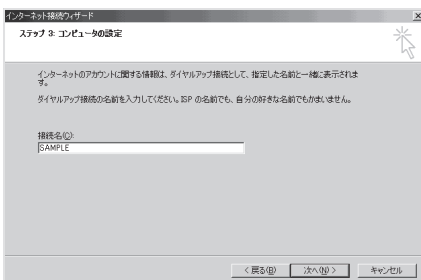 インターネット接続ウィザード
ステップ 3: コンピュータの設定
インターネットのアカウントに関する情報は、ダイヤルアップ接続として、指定した名前と一緒に表示されま
す。
ダイヤルアップ接続の名前を入力してください。ISP の名前でも、自分の好きな名前でもかまいません。
接続名(C):
SAMPLE
< 戻る(B)
次へ(N) >
キャンセル